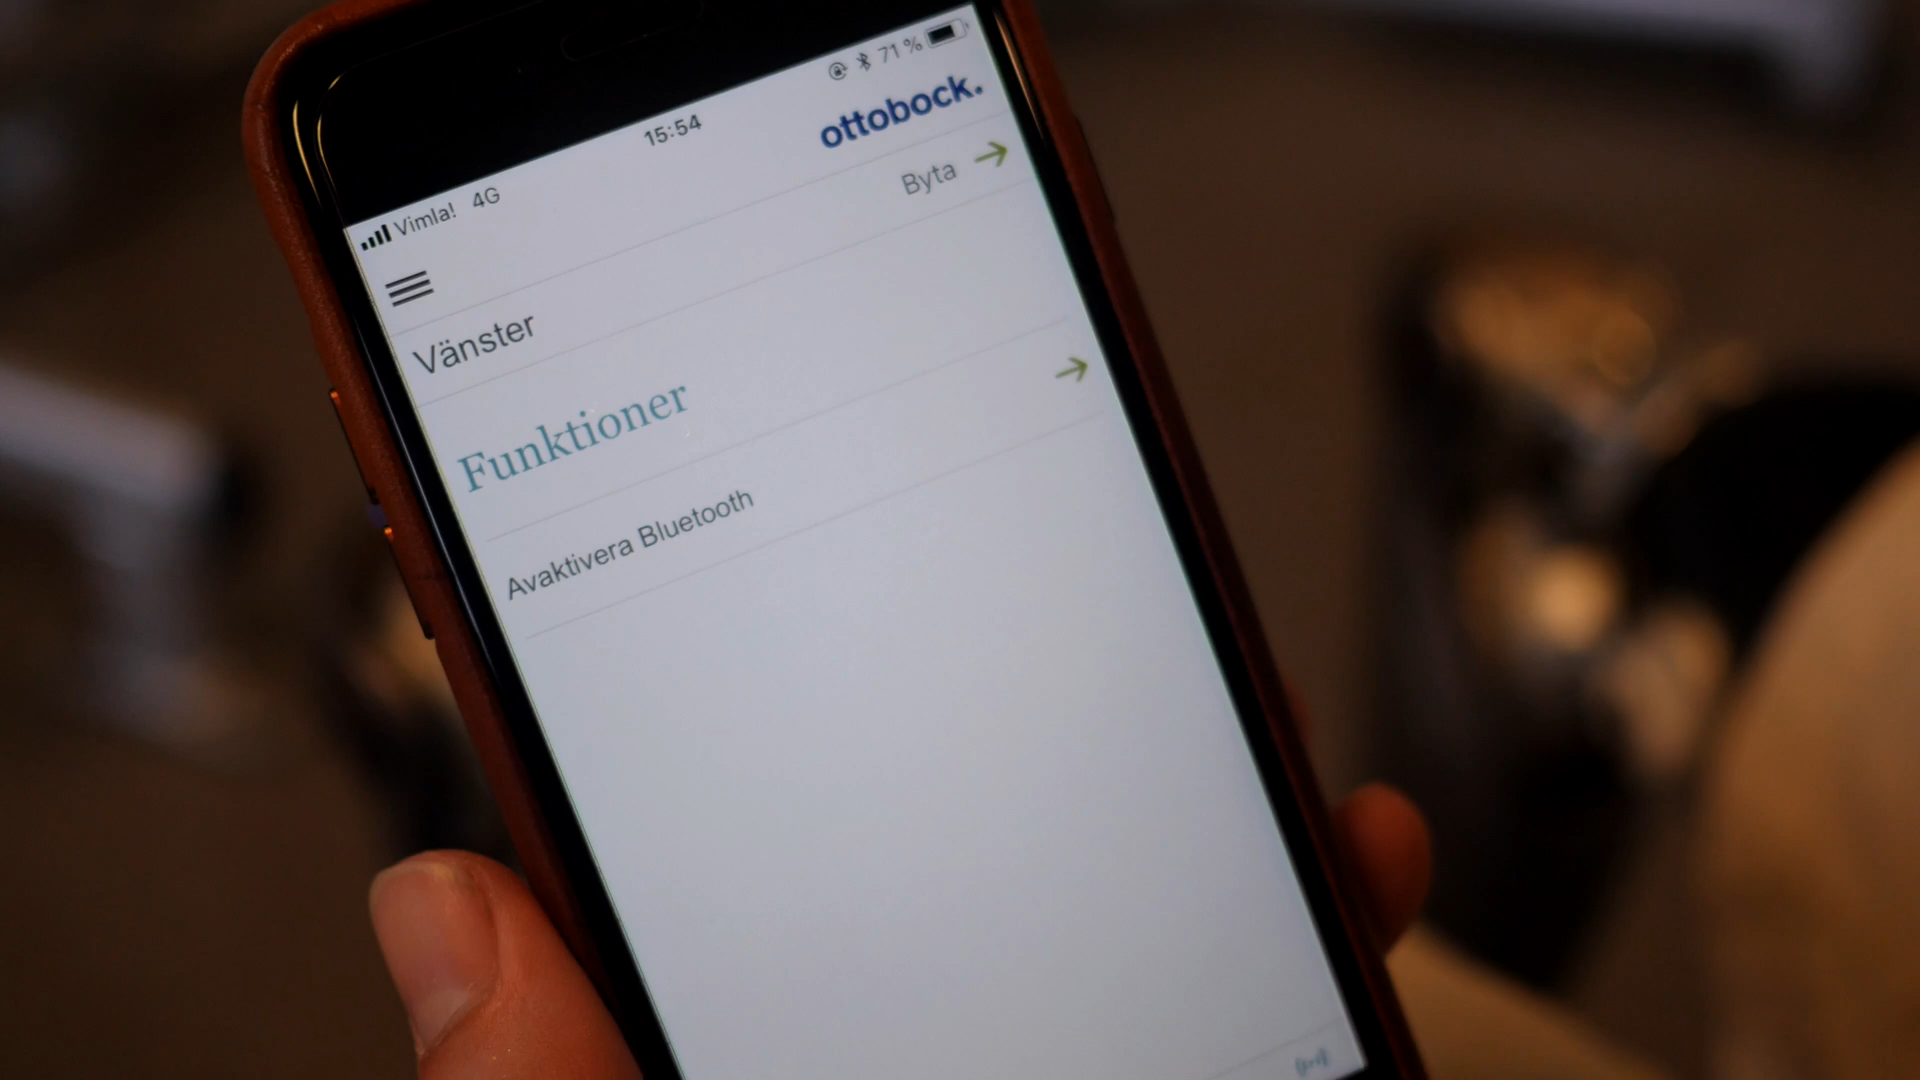 Vimla! 4G 15:54 71 %
ottobock.
Vänster Byta
Funktioner
Avaktivera Bluetooth